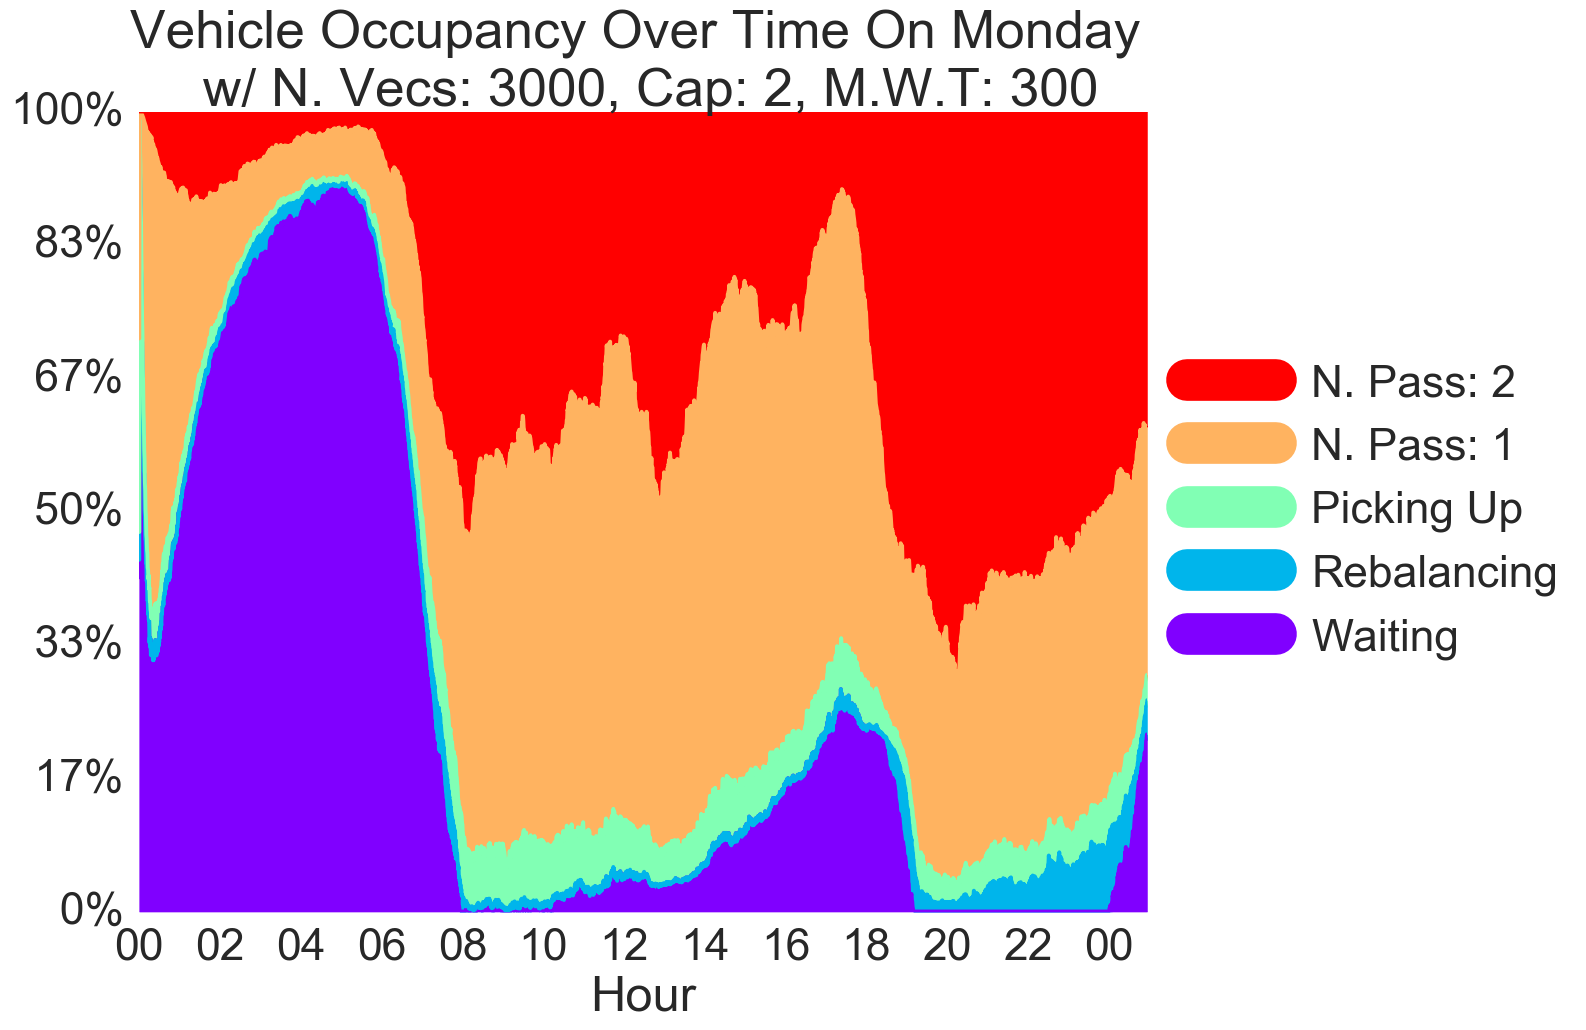 Vehicle Occupancy Over Time On Monday
w/ N. Vecs: 3000, Cap: 2, M.W.T: 300
100%
83%
67%
50%
33%
17%
0%
00 02 04 06 08 10 12 14 16 18 20 22 00
Hour
N. Pass: 2
N. Pass: 1
Picking Up
Rebalancing
Waiting